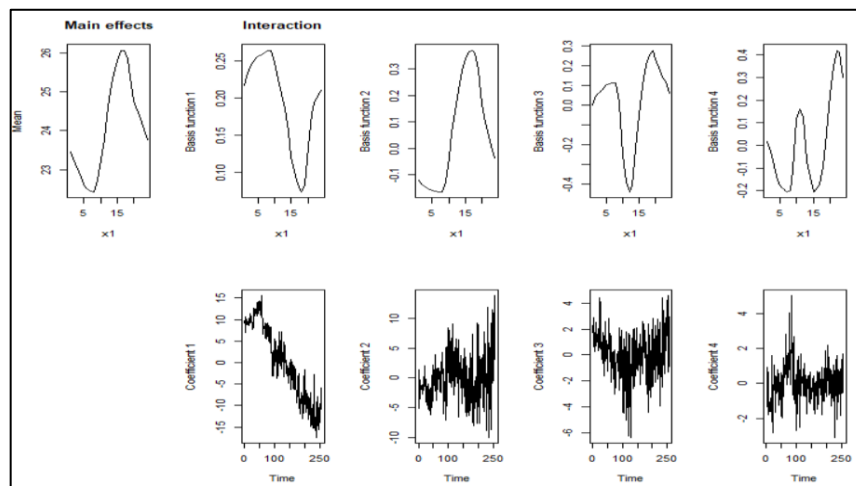 Main effects
Interaction
Mean
23 24 25 26
5 15
x1
Basis function 1
0.10 0.15 0.20 0.25
5 15
x1
Basis function 2
-0.1 0.1 0.2 0.3
5 15
x1
Basis function 3
-0.4 -0.2 0.0 0.1 0.2 0.3
5 15
x1
Basis function 4
-0.2 -0.1 0.0 0.1 0.2 0.3 0.4
5 15
x1
Coefficient 1
-15 -10 -5 0 5 10 15
0 100 250
Time
Coefficient 2
-10 -5 0 5 10
0 100 250
Time
Coefficient 3
-6 -4 -2 0 2 4
0 100 250
Time
Coefficient 4
-2 0 2 4
0 100 250
Time